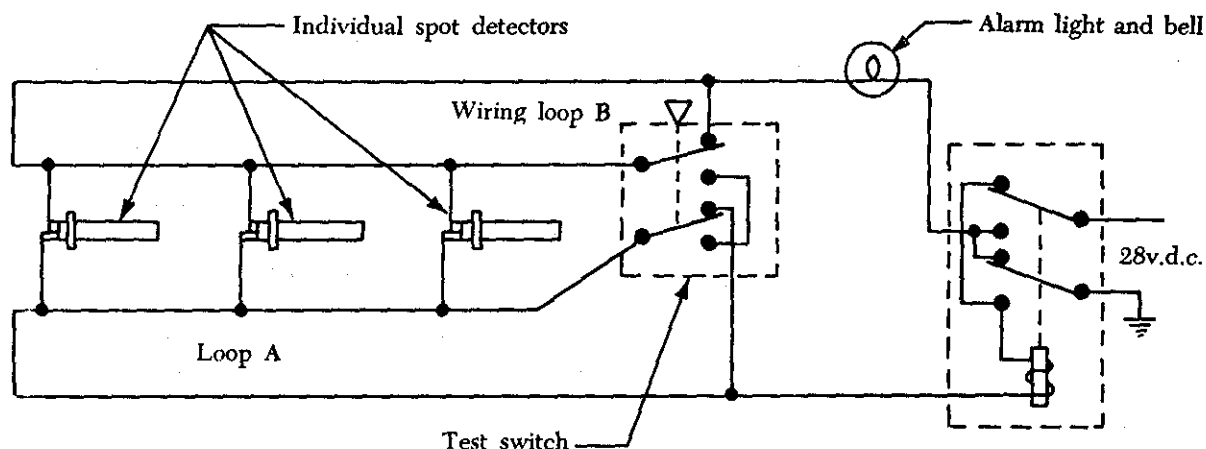 Individual spot detectors
Alarm light and bell
Wiring loop B
28v.d.c.
Loop A
Test switch